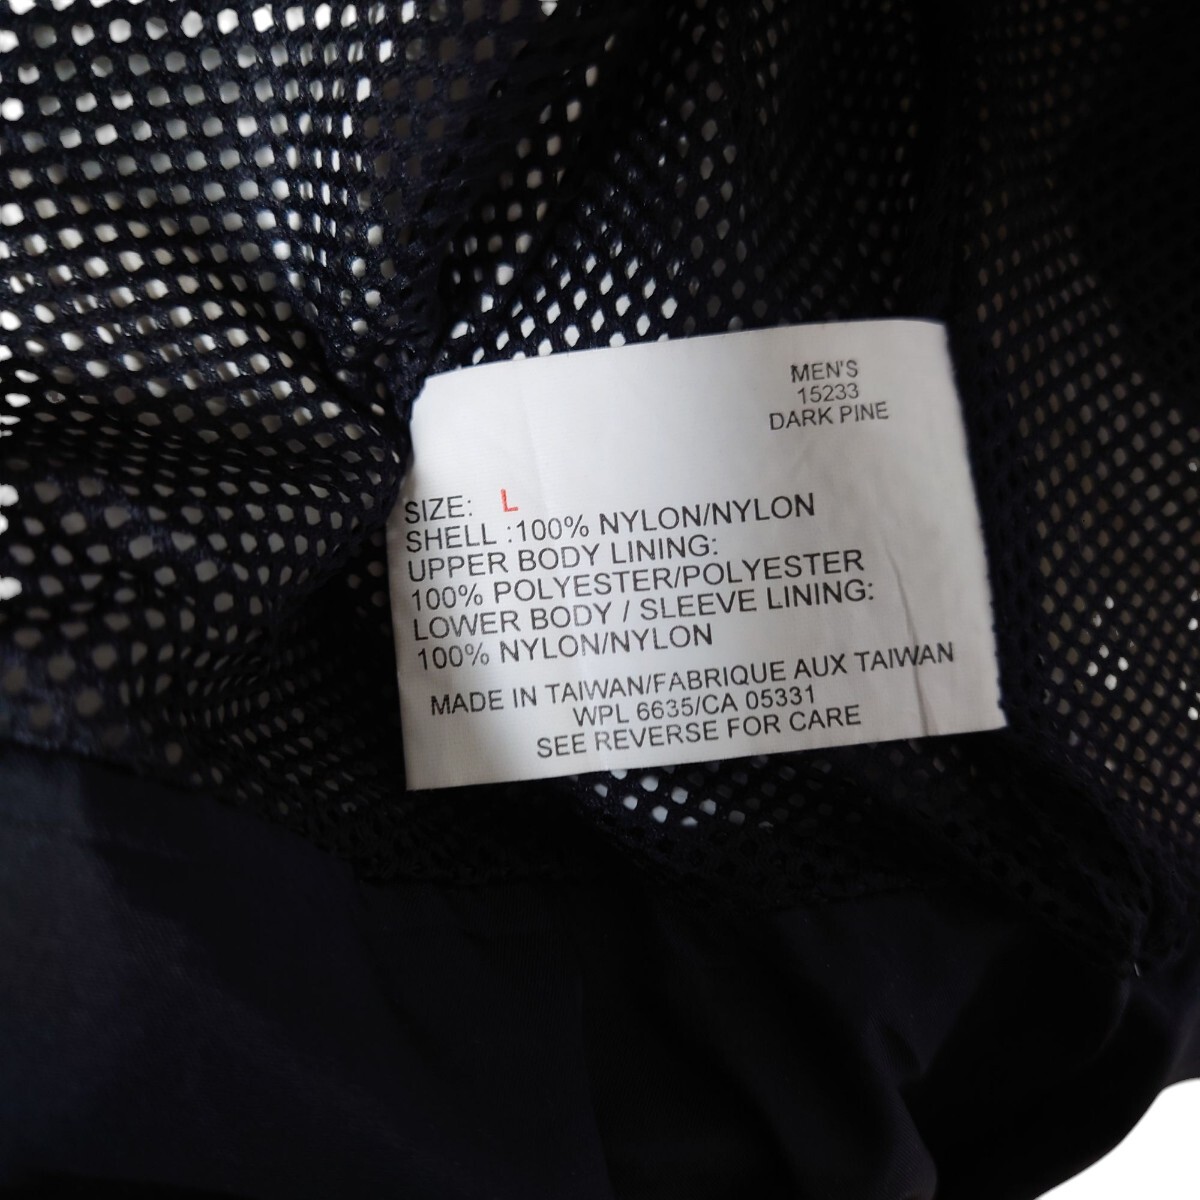 MEN'S
15233
DARK PINE
SIZE: L
SHELL :100% NYLON/NYLON
UPPER BODY LINING:
100% POLYESTER/POLYESTER
LOWER BODY / SLEEVE LINING:
100% NYLON/NYLON
MADE IN TAIWAN/FABRIQUE AUX TAIWAN
WPL 6635/CA 05331
SEE REVERSE FOR CARE